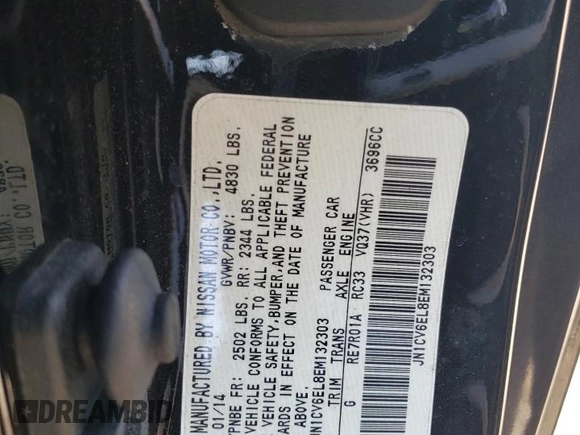 MANUFACTURED BY NISSAN MOTOR CO.,LTD.
01/14 GVWR/PNBV: 4830 LBS.
/PNBE FR: 2502 LBS. RR: 2344 LBS.
VEHICLE CONFORMS TO ALL APPLICABLE FEDERAL
VEHICLE SAFETY,BUMPER,AND THEFT PREVENTION
ARDS IN EFFECT ON THE DATE OF MANUFACTURE
ABOVE.
JN1CV6EL8EM132303 PASSENGER CAR
TRIM TRANS AXLE ENGINE
G RE7R01A RC33 VQ37(VHR) 3696CC
JN1CV6EL8EM132303
DREAMBID